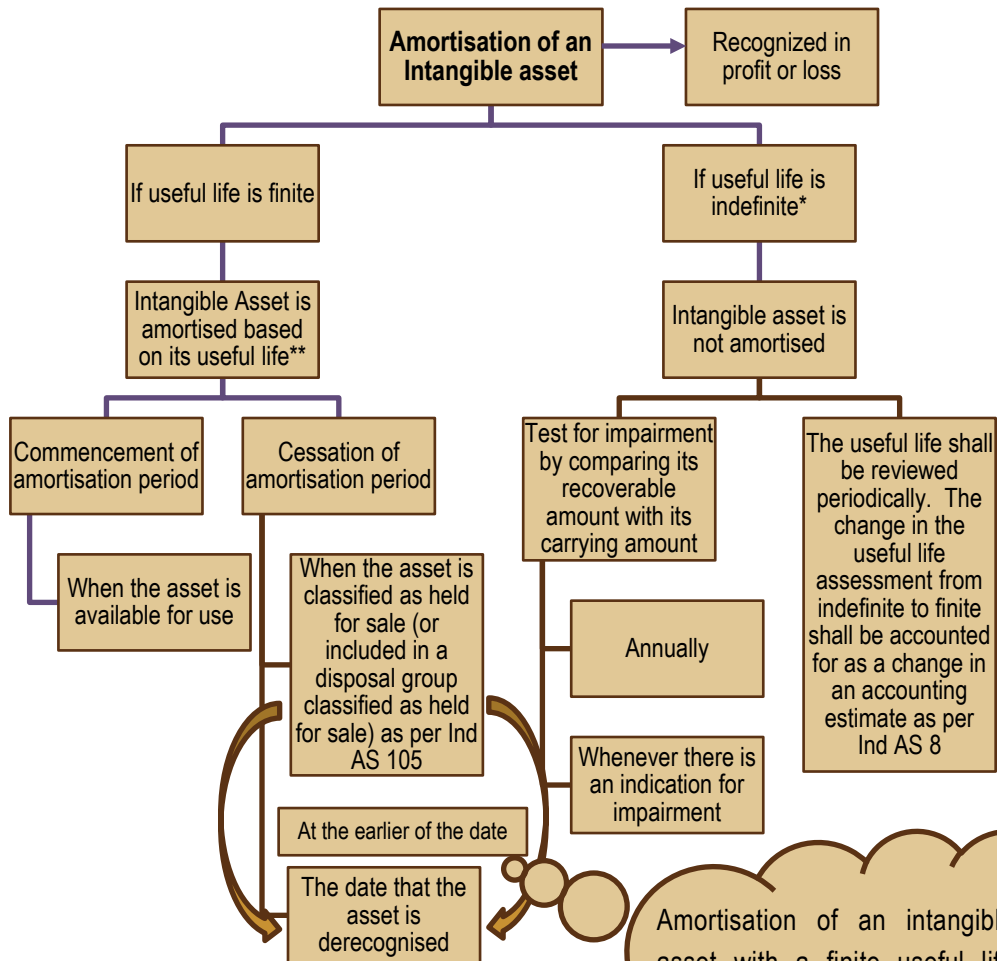 Amortisation of an
Intangible asset
Recognized in
profit or loss
If useful life is finite
If useful life is
indefinite*
Intangible Asset is
amortised based
on its useful life**
Intangible asset is
not amortised
Commencement of
amortisation period
Cessation of
amortisation period
Test for impairment
by comparing its
recoverable
amount with its
carrying amount
The useful life shall
be reviewed
periodically. The
change in the
useful life
assessment from
indefinite to finite
shall be accounted
for as a change in
an accounting
estimate as per
Ind AS 8
When the asset is
available for use
When the asset is
classified as held
for sale (or
included in a
disposal group
classified as held
for sale) as per Ind
AS 105
Annually
Whenever there is
an indication for
impairment
At the earlier of the date
The date that the
asset is
derecognised
Amortisation of an intangibl
asset with a finite useful lif